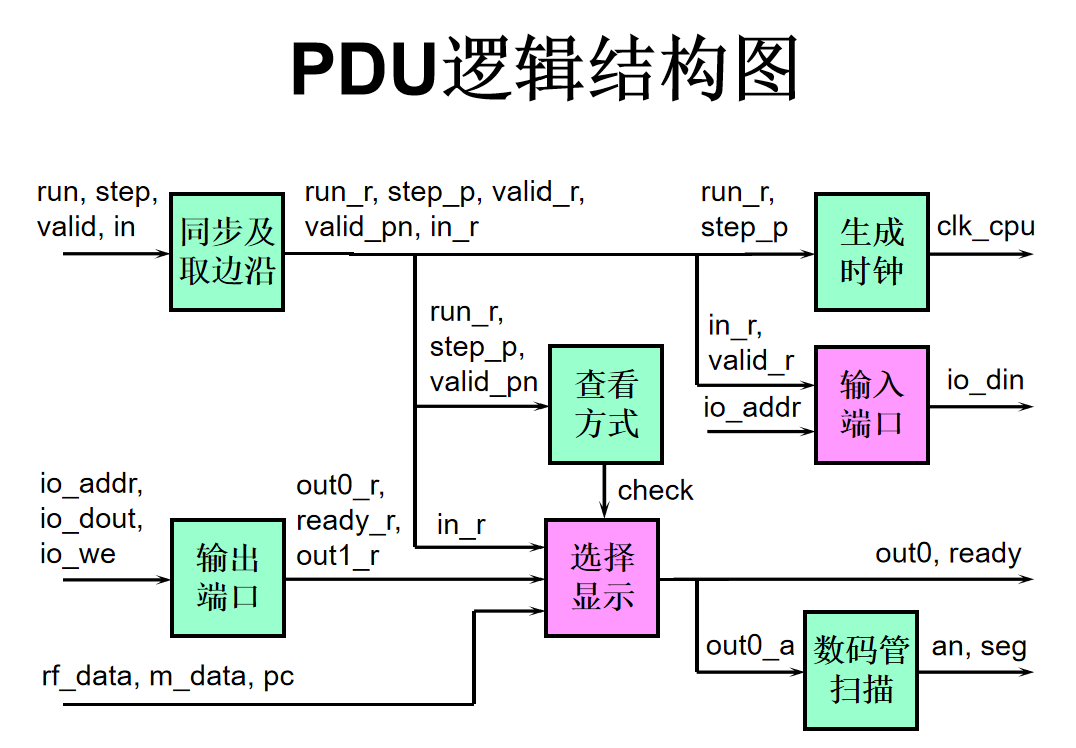 PDU逻辑结构图
run, step,
valid, in
同步及
取边沿
run_r, step_p, valid_r,
valid_pn, in_r
run_r,
step_p
生成
时钟
clk_cpu
run_r,
step_p,
valid_pn
查看
方式
in_r,
valid_r
io_addr
输入
端口
io_din
check
io_addr,
io_dout,
io_we
输出
端口
out0_r,
ready_r,
out1_r
in_r
选择
显示
out0, ready
rf_data, m_data, pc
out0_a
数码管
扫描
an, seg